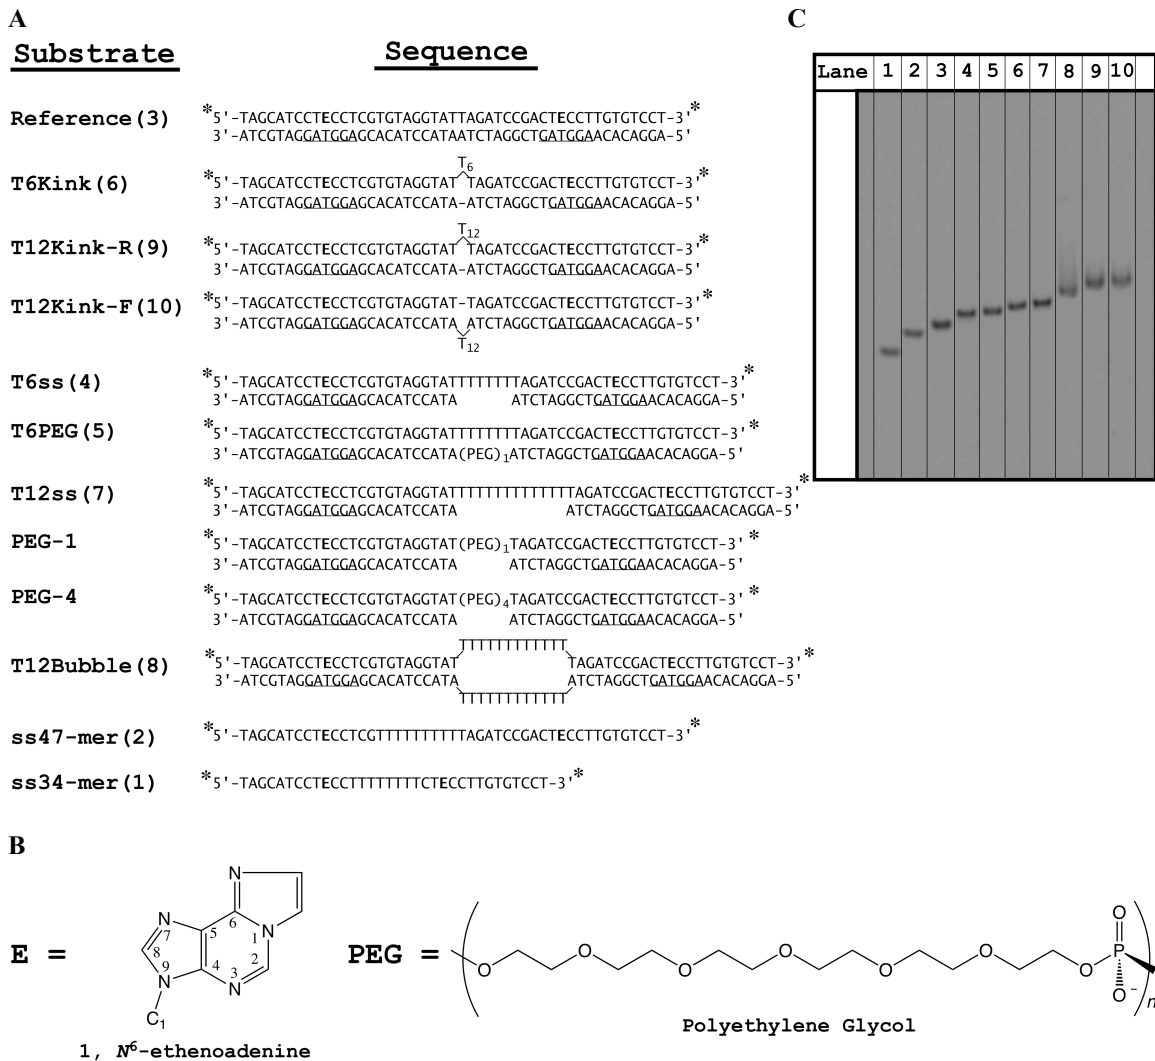 A
C
Substrate
Sequence
Reference(3)
*5'-TAGCATCCTECCTCGTGTAGGTATTAGATCCGACTECCTTGTGTCCT-3'*
3'-ATCGTAGGATGGAGCACATCCATAATCTAGGCTGATGGAACACAGGA-5'
T6Kink(6)
T6
*5'-TAGCATCCTECCTCGTGTAGGTAT TAGATCCGACTECCTTGTGTCCT-3'*
3'-ATCGTAGGATGGAGCACATCCATA-ATCTAGGCTGATGGAACACAGGA-5'
T12Kink-R(9)
T12
*5'-TAGCATCCTECCTCGTGTAGGTAT TAGATCCGACTECCTTGTGTCCT-3'*
3'-ATCGTAGGATGGAGCACATCCATA-ATCTAGGCTGATGGAACACAGGA-5'
T12Kink-F(10)
*5'-TAGCATCCTECCTCGTGTAGGTAT-TAGATCCGACTECCTTGTGTCCT-3'*
3'-ATCGTAGGATGGAGCACATCCATA ATCTAGGCTGATGGAACACAGGA-5'
T12
T6ss(4)
*5'-TAGCATCCTECCTCGTGTAGGTATTTTTTTTAGATCCGACTECCTTGTGTCCT-3'*
3'-ATCGTAGGATGGAGCACATCCATA ATCTAGGCTGATGGAACACAGGA-5'
T6PEG(5)
*5'-TAGCATCCTECCTCGTGTAGGTATTTTTTTTAGATCCGACTECCTTGTGTCCT-3'*
3'-ATCGTAGGATGGAGCACATCCATA(PEG)1ATCTAGGCTGATGGAACACAGGA-5'
T12ss(7)
*5'-TAGCATCCTECCTCGTGTAGGTATTTTTTTTTTTTTTAGATCCGACTECCTTGTGTCCT-3'*
3'-ATCGTAGGATGGAGCACATCCATA ATCTAGGCTGATGGAACACAGGA-5'
PEG-1
*5'-TAGCATCCTECCTCGTGTAGGTAT(PEG)1TAGATCCGACTECCTTGTGTCCT-3'*
3'-ATCGTAGGATGGAGCACATCCATA ATCTAGGCTGATGGAACACAGGA-5'
PEG-4
*5'-TAGCATCCTECCTCGTGTAGGTAT(PEG)4TAGATCCGACTECCTTGTGTCCT-3'*
3'-ATCGTAGGATGGAGCACATCCATA ATCTAGGCTGATGGAACACAGGA-5'
T12Bubble(8)
TTTTTTTTTTTT
*5'-TAGCATCCTECCTCGTGTAGGTAT TAGATCCGACTECCTTGTGTCCT-3'*
3'-ATCGTAGGATGGAGCACATCCATA ATCTAGGCTGATGGAACACAGGA-5'
TTTTTTTTTTTT
ss47-mer(2)
*5'-TAGCATCCTECCTCGTTTTTTTTTTAGATCCGACTECCTTGTGTCCT-3'*
ss34-mer(1)
*5'-TAGCATCCTECCTTTTTTTTCTECCTTGTGTCCT-3'*
Lane 1 2 3 4 5 6 7 8 9 10
B
E =
N
N
7
6
5
1
N
8
9
4
3
2
N
N
C1
1, N6-ethenoadenine
PEG =
O
O
O
O
O
O
O
O
P
O−
n
Polyethylene Glycol